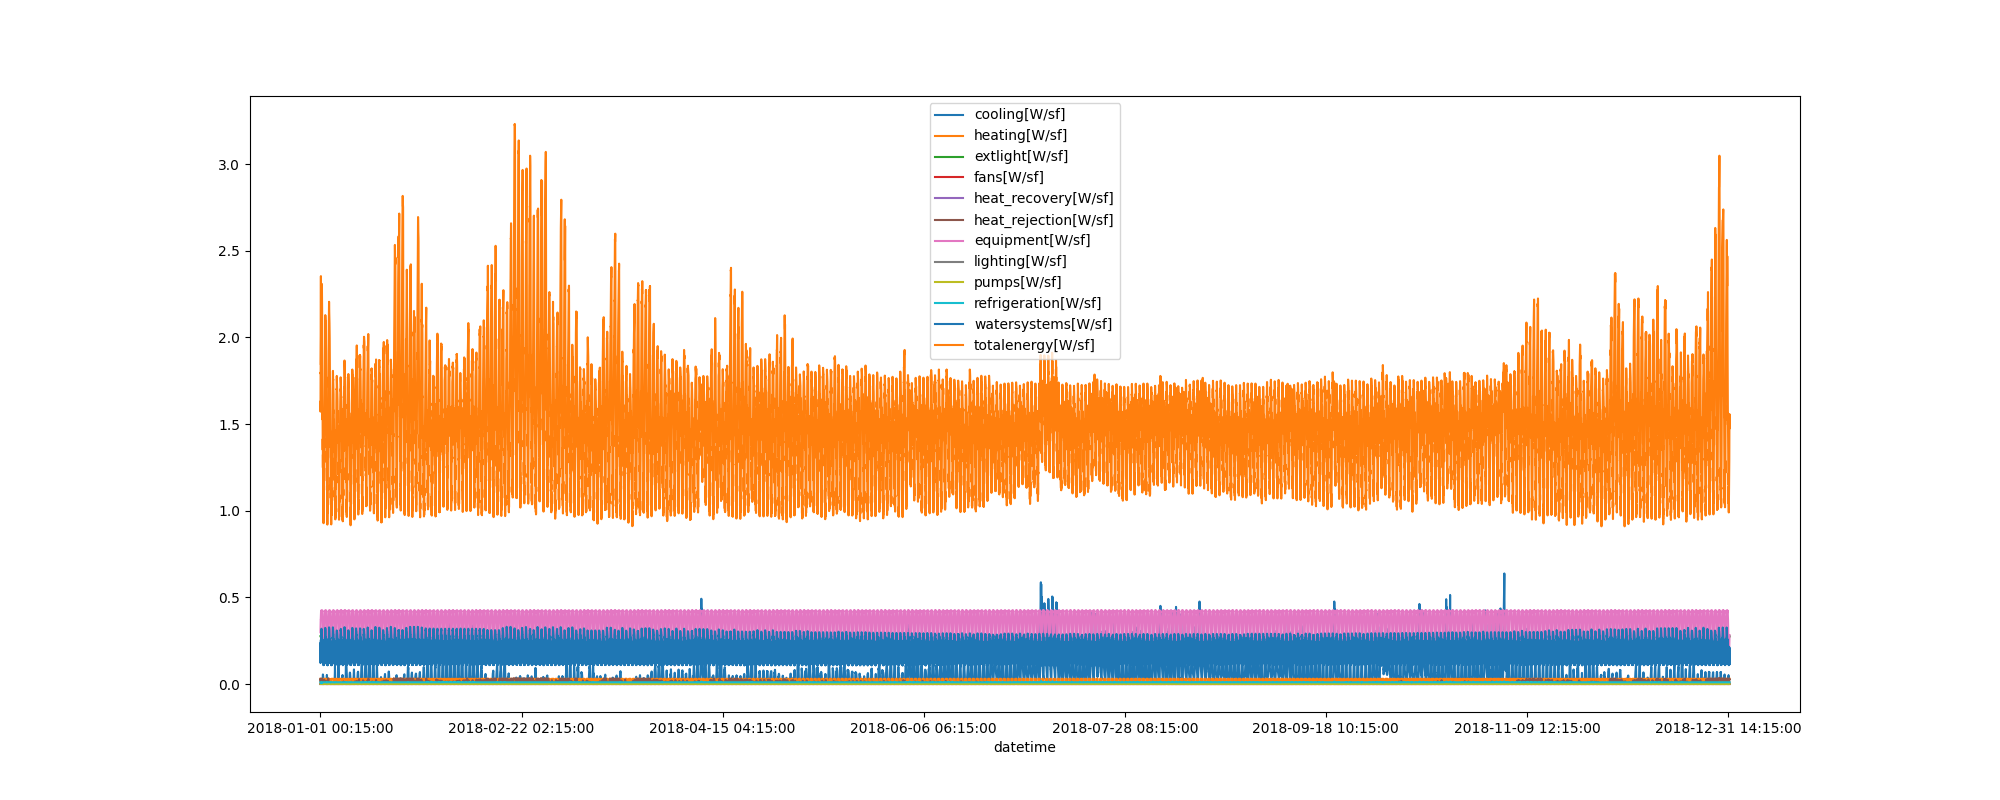 cooling[W/sf]
heating[W/sf]
extlight[W/sf]
fans[W/sf]
heat_recovery[W/sf]
heat_rejection[W/sf]
equipment[W/sf]
lighting[W/sf]
pumps[W/sf]
refrigeration[W/sf]
watersystems[W/sf]
totalenergy[W/sf]
3.0
2.5
2.0
1.5
1.0
0.5
0.0
2018-01-01 00:15:00 2018-02-22 02:15:00 2018-04-15 04:15:00 2018-06-06 06:15:00 2018-07-28 08:15:00 2018-09-18 10:15:00 2018-11-09 12:15:00 2018-12-31 14:15:00
datetime